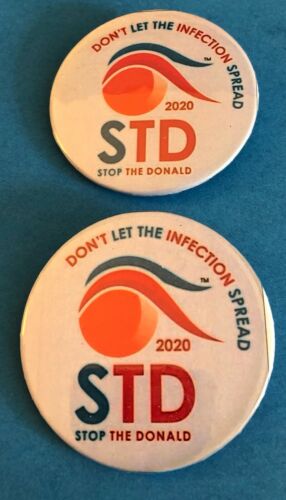 DON'T LET THE INFECTION SPREAD
TM
2020
STD
STOP THE DONALD
DON'T LET THE INFECTION SPREAD
TM
2020
STD
STOP THE DONALD